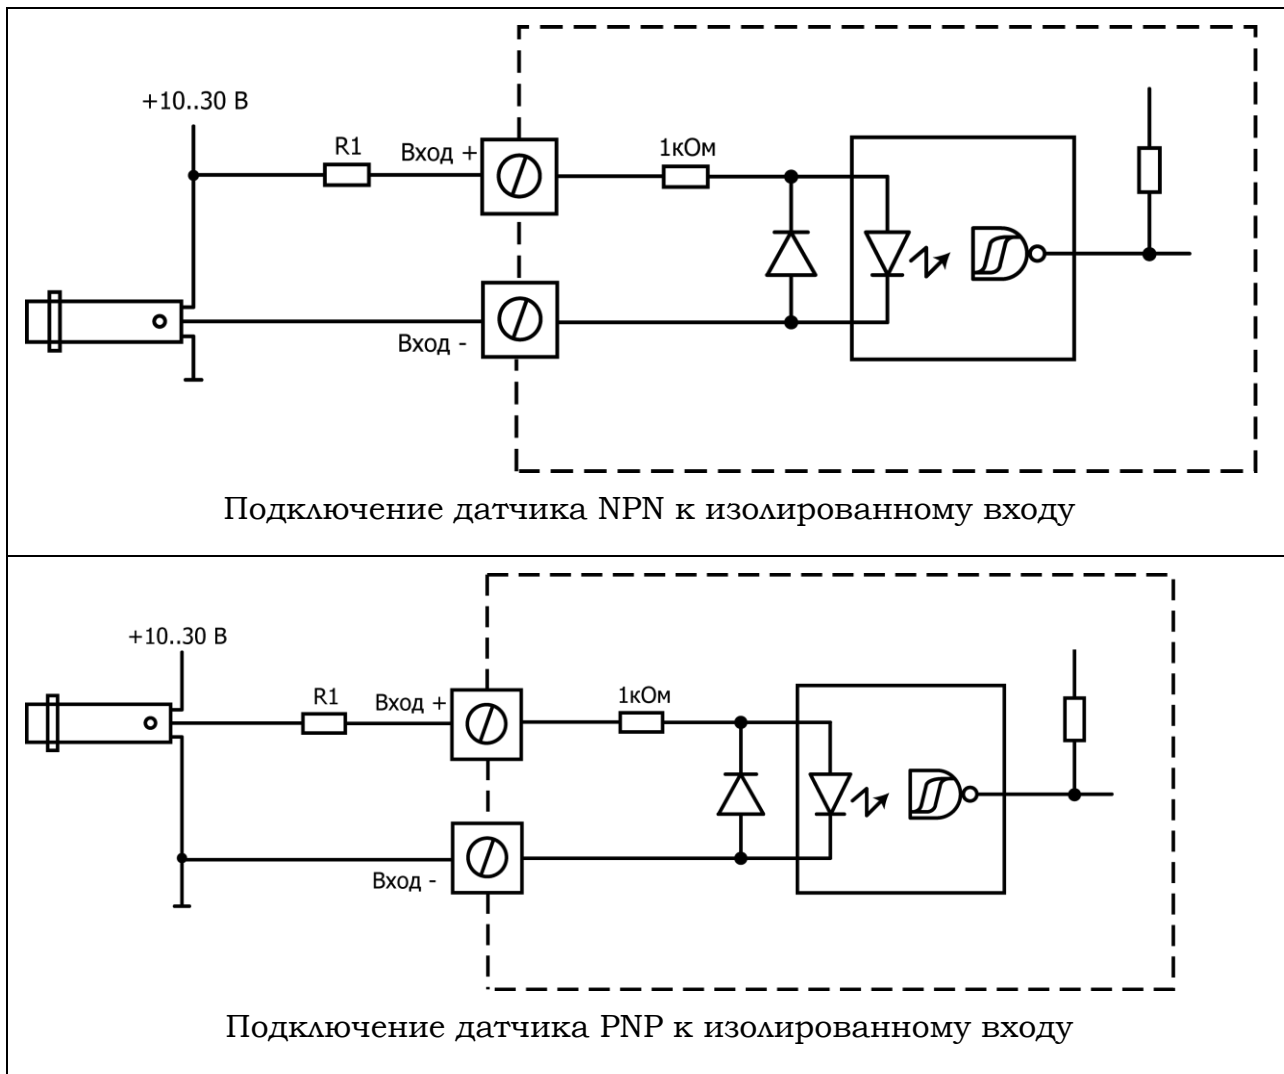 +10..30 В
R1
Вход +
1кОм
Вход -
Подключение датчика NPN к изолированному входу
+10..30 В
R1
Вход +
1кОм
Вход -
Подключение датчика PNP к изолированному входу